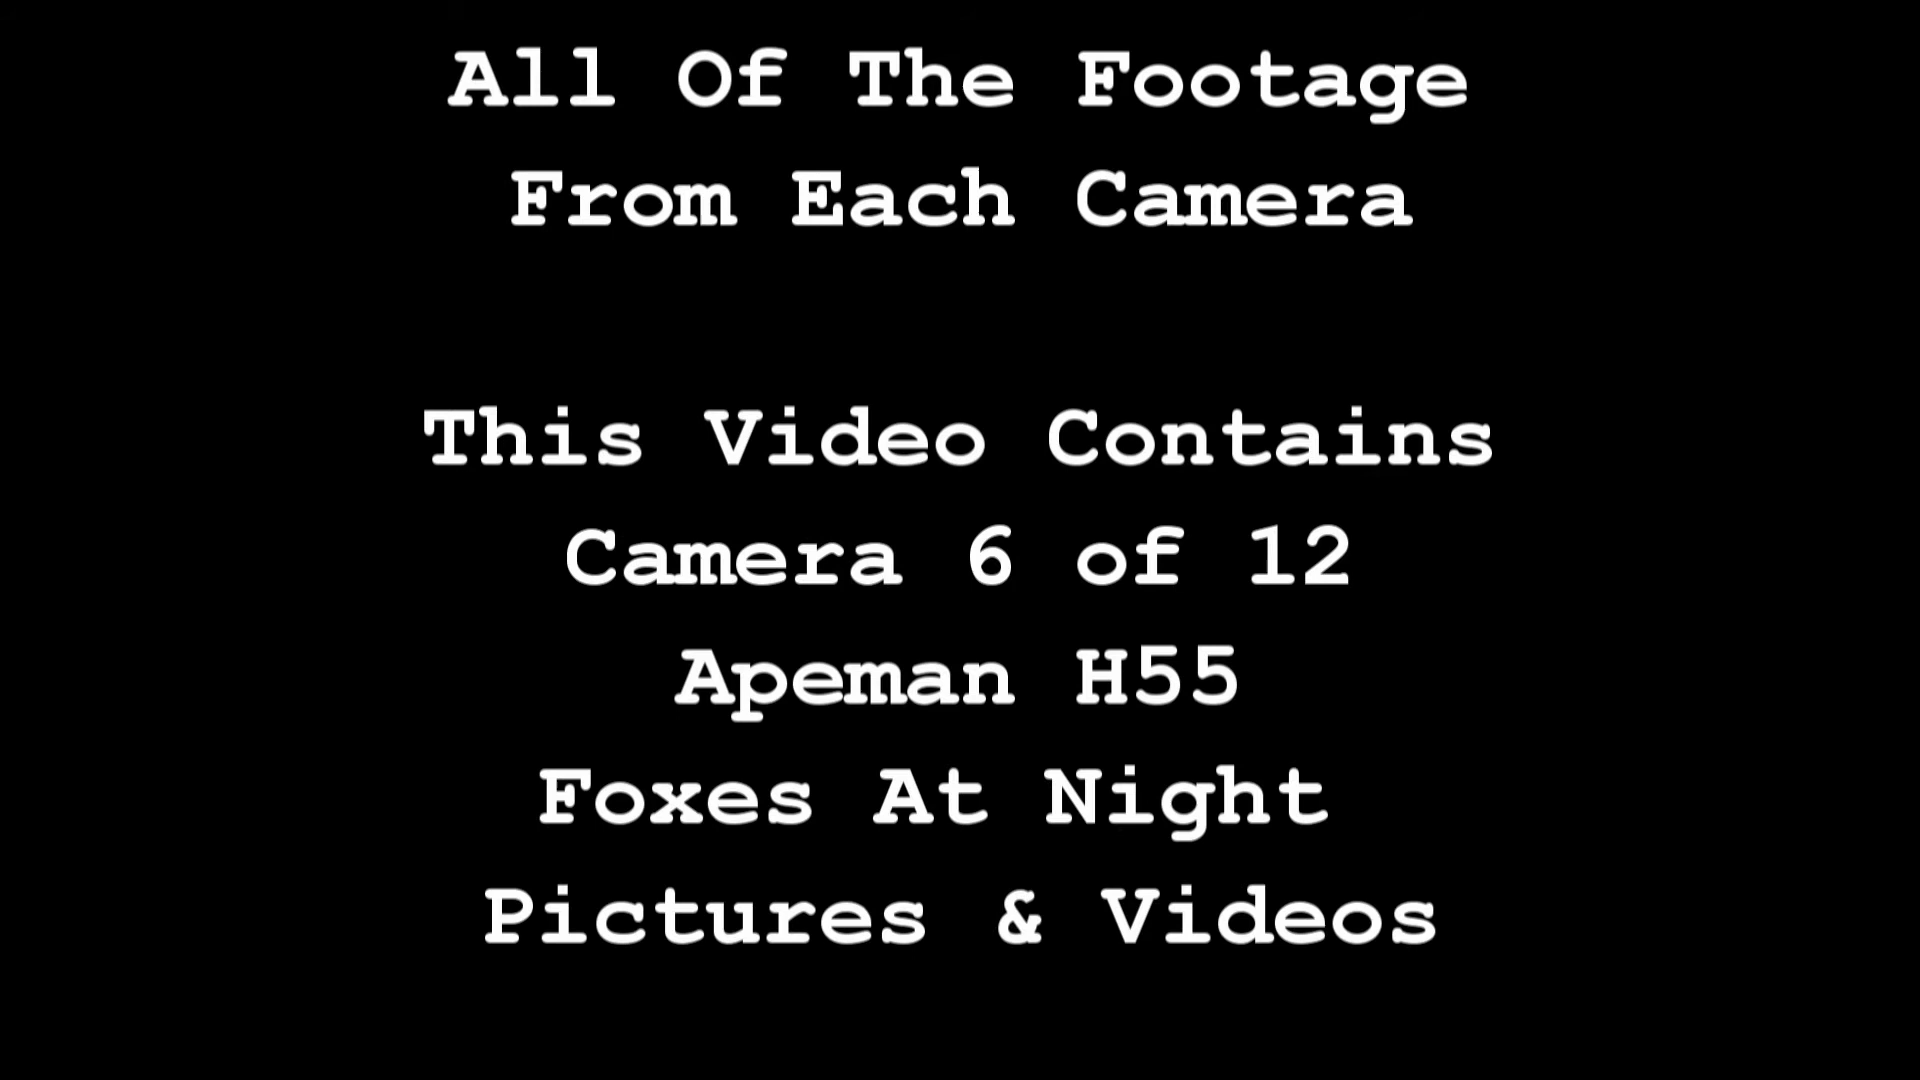 All Of The Footage
From Each Camera
This Video Contains
Camera 6 of 12
Apeman H55
Foxes At Night
Pictures & Videos